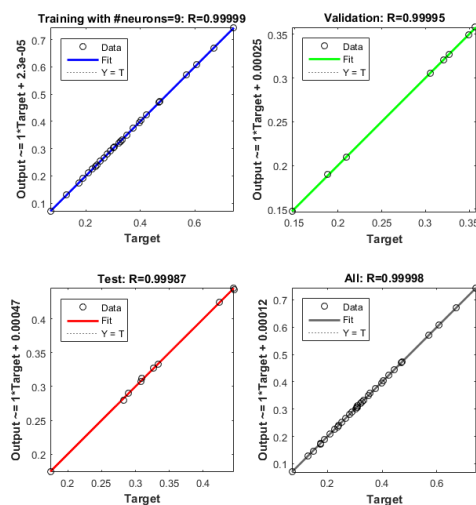 Training with #neurons=9: R=0.99999
Output ~= 1*Target + 2.3e-05
0.7
0.6
0.5
0.4
0.3
0.2
0.1
Data
Fit
Y = T
0.2 0.4 0.6
Target
Validation: R=0.99995
Output ~= 1*Target + 0.00025
0.35
0.3
0.25
0.2
0.15
Data
Fit
Y = T
0.15 0.2 0.25 0.3 0.35
Target
Test: R=0.99987
Output ~= 1*Target + 0.00047
0.4
0.35
0.3
0.25
0.2
Data
Fit
Y = T
0.2 0.25 0.3 0.35 0.4
Target
All: R=0.99998
Output ~= 1*Target + 0.00012
0.7
0.6
0.5
0.4
0.3
0.2
0.1
Data
Fit
Y = T
0.2 0.4 0.6
Target